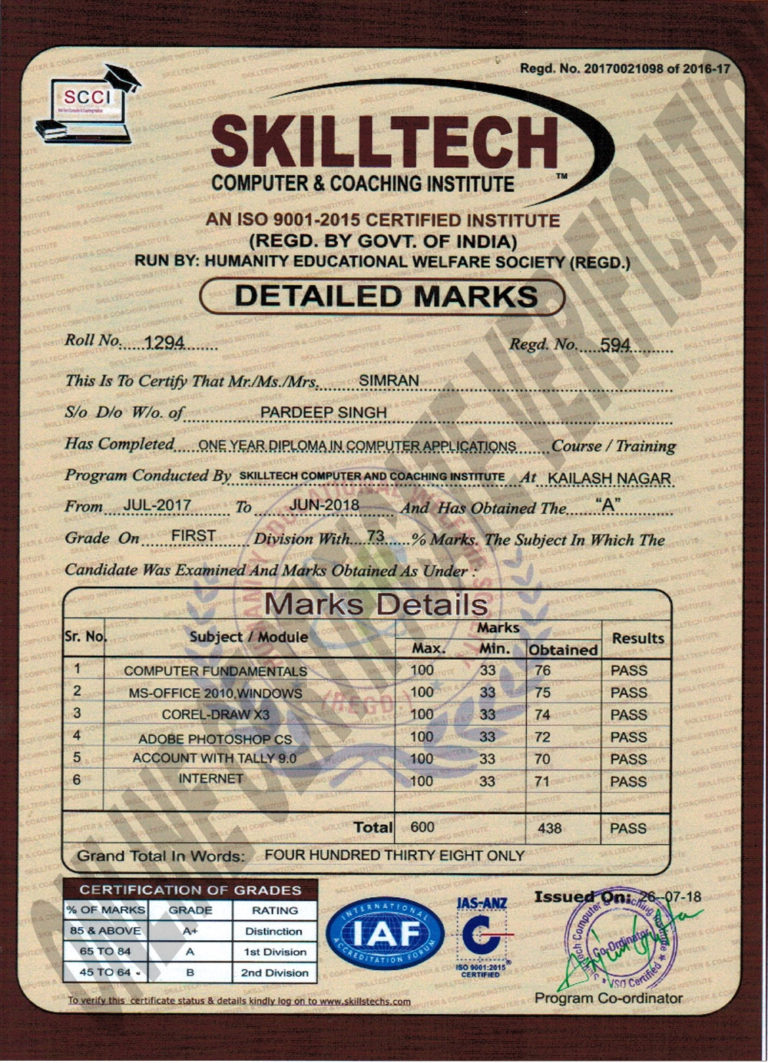 Regd. No. 20170021098 of 2016-17
SCCI
SKILLTECH
COMPUTER & COACHING INSTITUTE ™
AN ISO 9001-2015 CERTIFIED INSTITUTE
(REGD. BY GOVT. OF INDIA)
RUN BY: HUMANITY EDUCATIONAL WELFARE SOCIETY (REGD.)
DETAILED MARKS
Roll No. 1294 Regd. No. 594
This Is To Certify That Mr./Ms./Mrs. SIMRAN
S/o D/o W/o. of PARDEEP SINGH
Has Completed ONE YEAR DIPLOMA IN COMPUTER APPLICATIONS Course / Training
Program Conducted By SKILLTECH COMPUTER AND COACHING INSTITUTE At KAILASH NAGAR
From JUL-2017 To JUN-2018 And Has Obtained The "A"
Grade On FIRST Division With 73 % Marks. The Subject In Which The
Candidate Was Examined And Marks Obtained As Under :
Marks Details
Sr. No. Subject / Module Marks Results
Max. Min. Obtained
1 COMPUTER FUNDAMENTALS 100 33 76 PASS
2 MS-OFFICE 2010,WINDOWS 100 33 75 PASS
3 COREL-DRAW X3 100 33 74 PASS
4 ADOBE PHOTOSHOP CS 100 33 72 PASS
5 ACCOUNT WITH TALLY 9.0 100 33 70 PASS
6 INTERNET 100 33 71 PASS
Total 600 438 PASS
Grand Total In Words: FOUR HUNDRED THIRTY EIGHT ONLY
CERTIFICATION OF GRADES
% OF MARKS GRADE RATING
85 & ABOVE A+ Distinction
65 TO 84 A 1st Division
45 TO 64 B 2nd Division
INTERNATIONAL
IAF
ACCREDITATION FORUM
JAS-ANZ
ISO 9001:2015
CERTIFIED
Issued On: 26-07-18
Co-Ordinator
Program Co-ordinator
To verify this certificate status & details kindly log on to www.skillstechs.com
ONLINE CERTIFICATE VERIFICATION
HUMANITY EDUCATIONAL WELFARE SOCIETY
(REGD.)